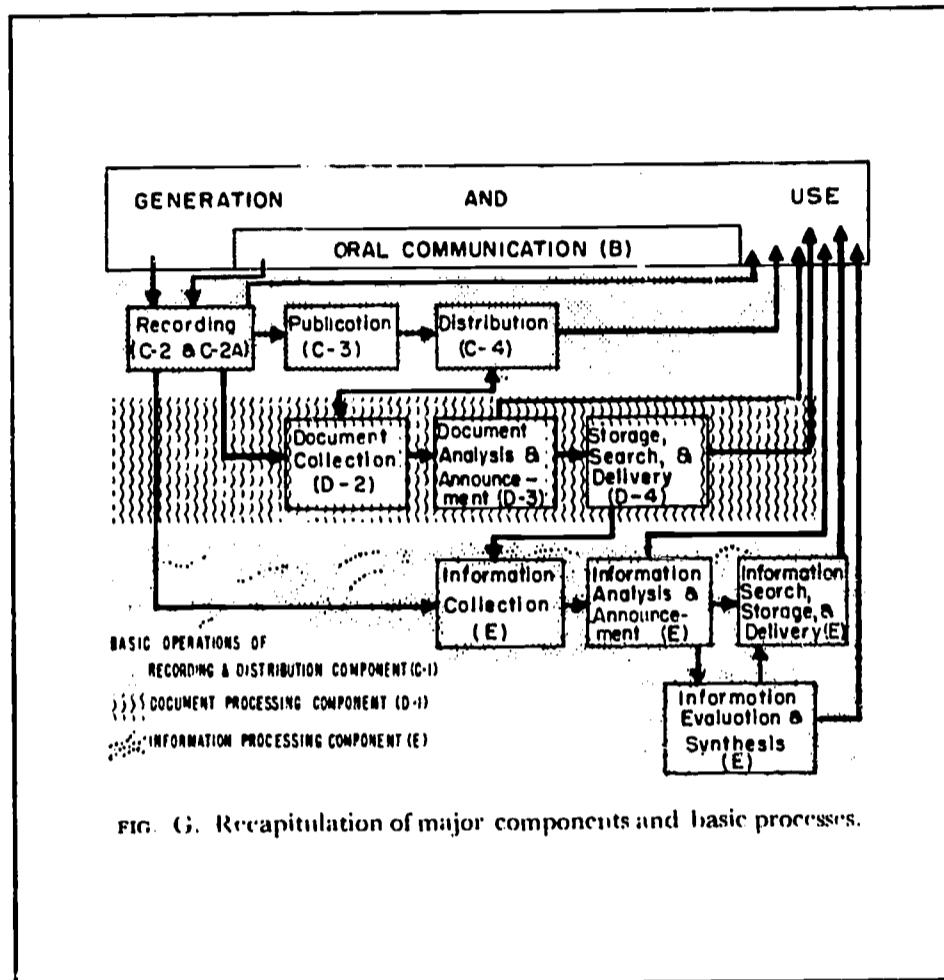 GENERATION AND USE
ORAL COMMUNICATION (B)
Recording
(C-2 & C-2A)
Publication
(C-3)
Distribution
(C-4)
Document
Collection
(D-2)
Document
Analysis &
Announce-
ment (D-3)
Storage,
Search, &
Delivery
(D-4)
Information
Collection
(E)
Information
Analysis &
Announce-
ment (E)
Information
Search,
Storage, &
Delivery (E)
Information
Evaluation &
Synthesis
(E)
BASIC OPERATIONS OF
RECORDING & DISTRIBUTION COMPONENT (C-1)
DOCUMENT PROCESSING COMPONENT (D-1)
INFORMATION PROCESSING COMPONENT (E)
FIG. G. Recapitulation of major components and basic processes.